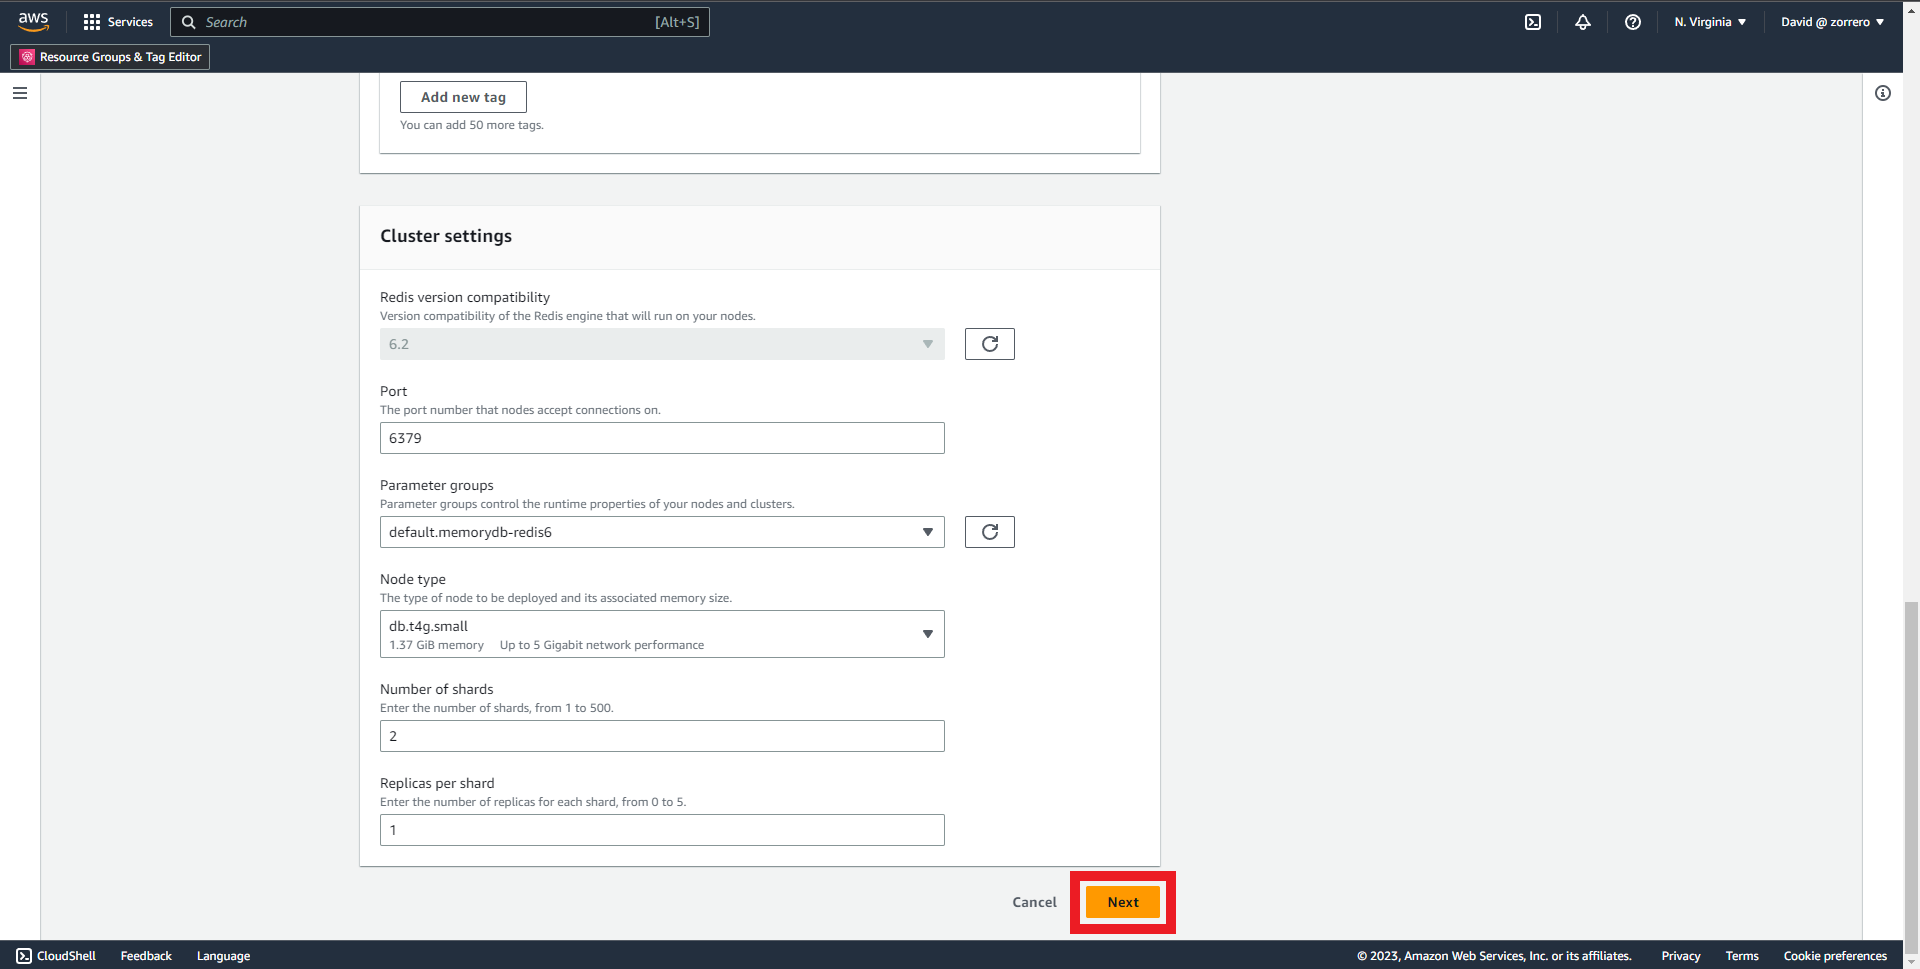 aws
Services
Search
[Alt+S]
N. Virginia
David @ zorrero
Resource Groups & Tag Editor
Add new tag
You can add 50 more tags.
Cluster settings
Redis version compatibility
Version compatibility of the Redis engine that will run on your nodes.
6.2
Port
The port number that nodes accept connections on.
6379
Parameter groups
Parameter groups control the runtime properties of your nodes and clusters.
default.memorydb-redis6
Node type
The type of node to be deployed and its associated memory size.
db.t4g.small
1.37 GiB memory Up to 5 Gigabit network performance
Number of shards
Enter the number of shards, from 1 to 500.
2
Replicas per shard
Enter the number of replicas for each shard, from 0 to 5.
1
Cancel
Next
CloudShell
Feedback
Language
© 2023, Amazon Web Services, Inc. or its affiliates.
Privacy
Terms
Cookie preferences